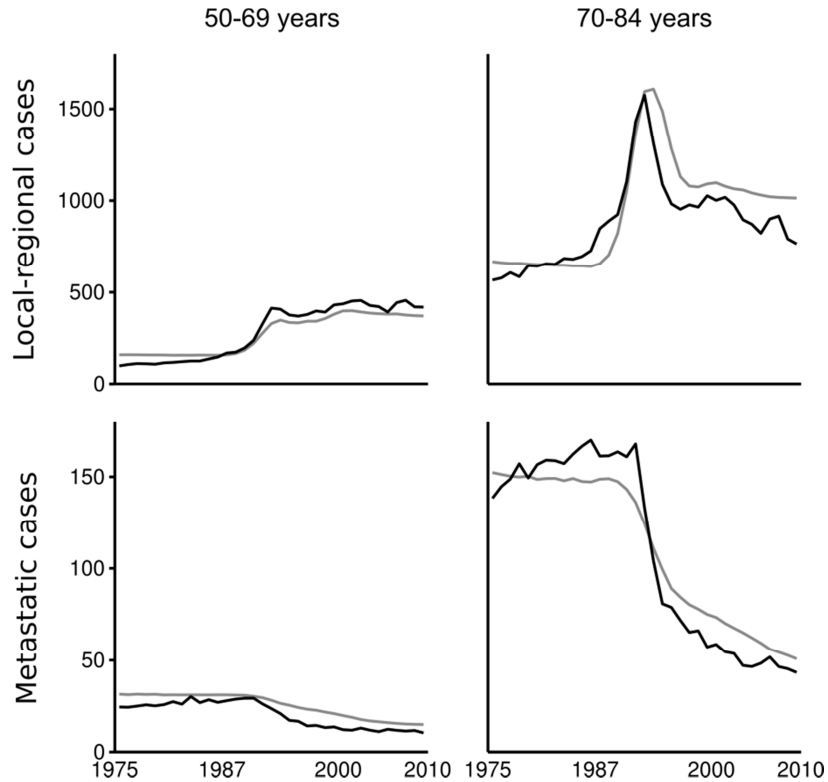 50-69 years
70-84 years
Local-regional cases
1500
1000
500
0
Metastatic cases
150
100
50
0
1975 1987 2000 2010
1975 1987 2000 2010